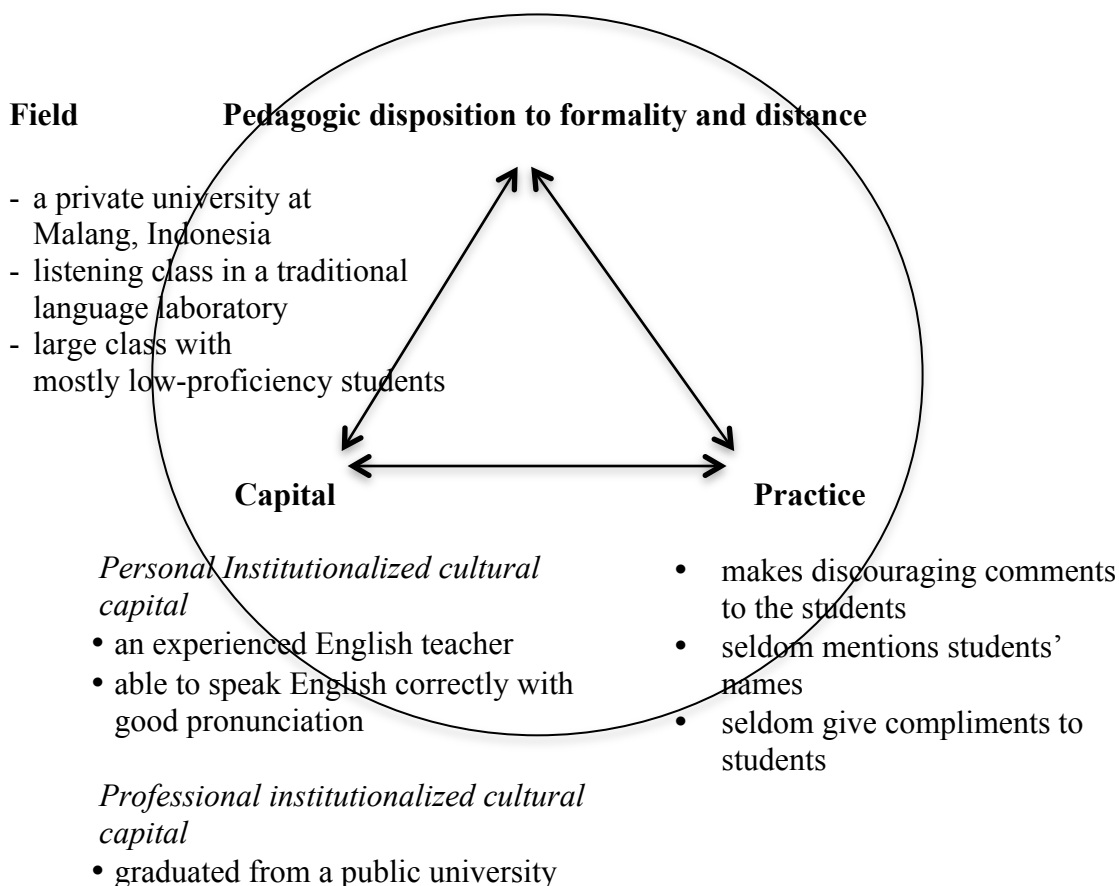 Field
Pedagogic disposition to formality and distance
- a private university at
Malang, Indonesia
- listening class in a traditional
language laboratory
- large class with
mostly low-proficiency students
Capital
Practice
Personal Institutionalized cultural
capital
• an experienced English teacher
• able to speak English correctly with
good pronunciation
Professional institutionalized cultural
capital
• graduated from a public university
• makes discouraging comments
to the students
• seldom mentions students’
names
• seldom give compliments to
students